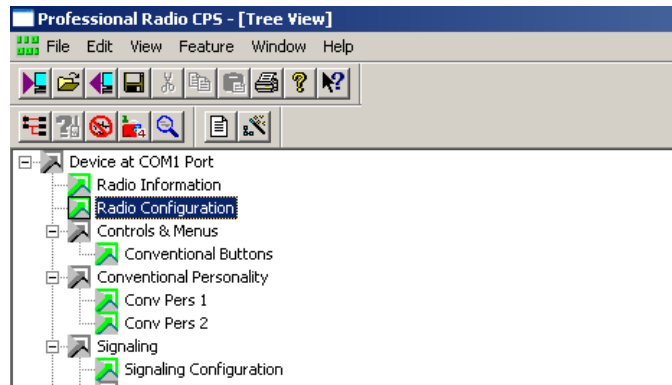 Professional Radio CPS - [Tree View]
File Edit View Feature Window Help
Device at COM1 Port
Radio Information
Radio Configuration
Controls & Menus
Conventional Buttons
Conventional Personality
Conv Pers 1
Conv Pers 2
Signaling
Signaling Configuration